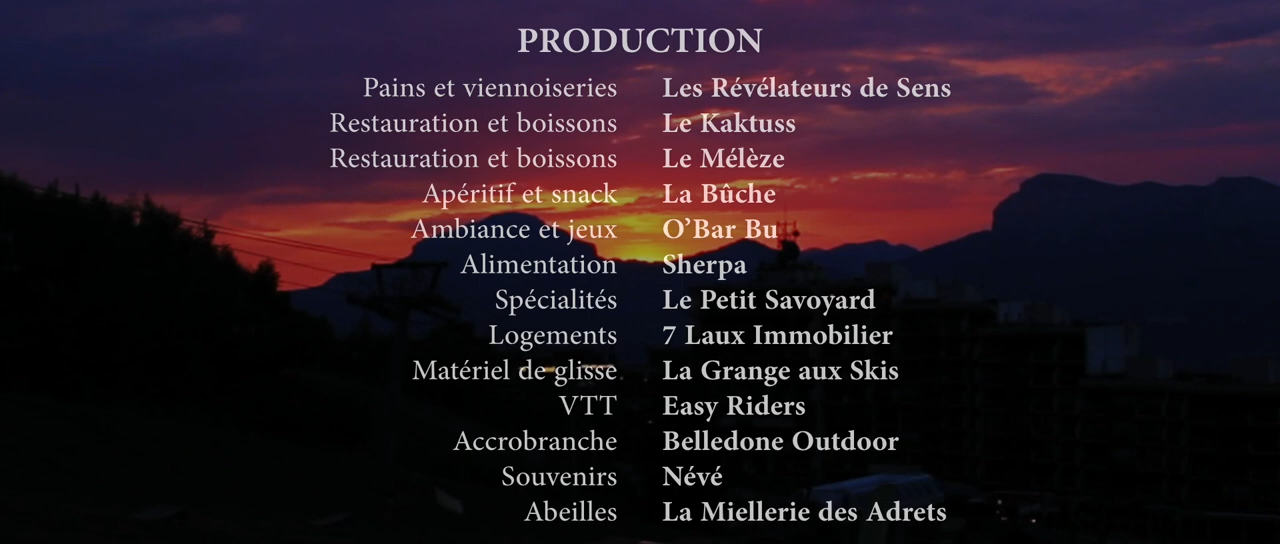 PRODUCTION
Pains et viennoiseries Les Révélateurs de Sens
Restauration et boissons Le Kaktuss
Restauration et boissons Le Mélèze
Apéritif et snack La Bûche
Ambiance et jeux O’Bar Bu
Alimentation Sherpa
Spécialités Le Petit Savoyard
Logements 7 Laux Immobilier
Matériel de glisse La Grange aux Skis
VTT Easy Riders
Accrobranche Belledone Outdoor
Souvenirs Névé
Abeilles La Miellerie des Adrets